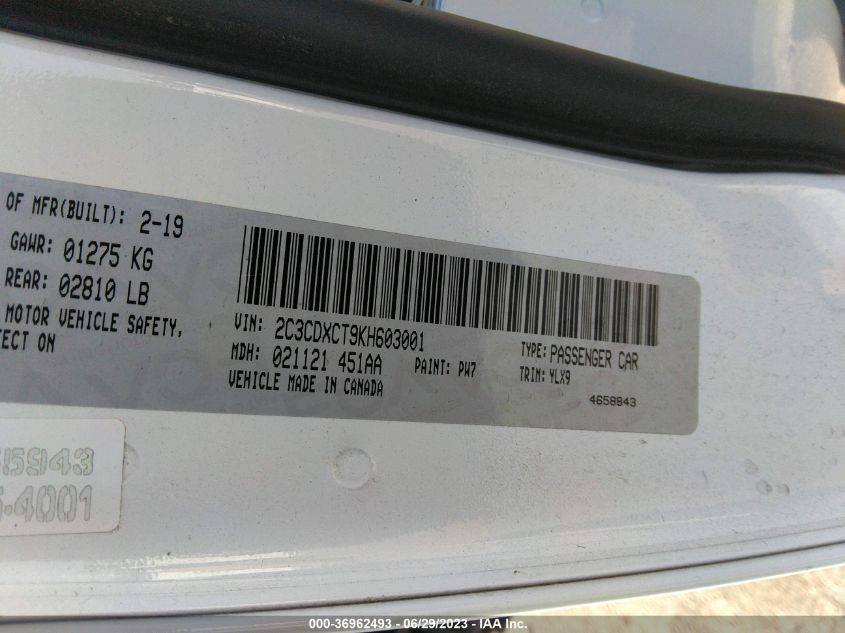 OF MFR(BUILT): 2-19
GAWR: 01275 KG
REAR: 02810 LB
MOTOR VEHICLE SAFETY,
ON
VIN: 2C3CDXCT9KH603001
MDH: 021121 451AA
PAINT: PW7
VEHICLE MADE IN CANADA
TYPE: PASSENGER CAR
TRIM: YLX9
4658843
5943
4001
000-36962493 - 06/29/2023 - IAA Inc.